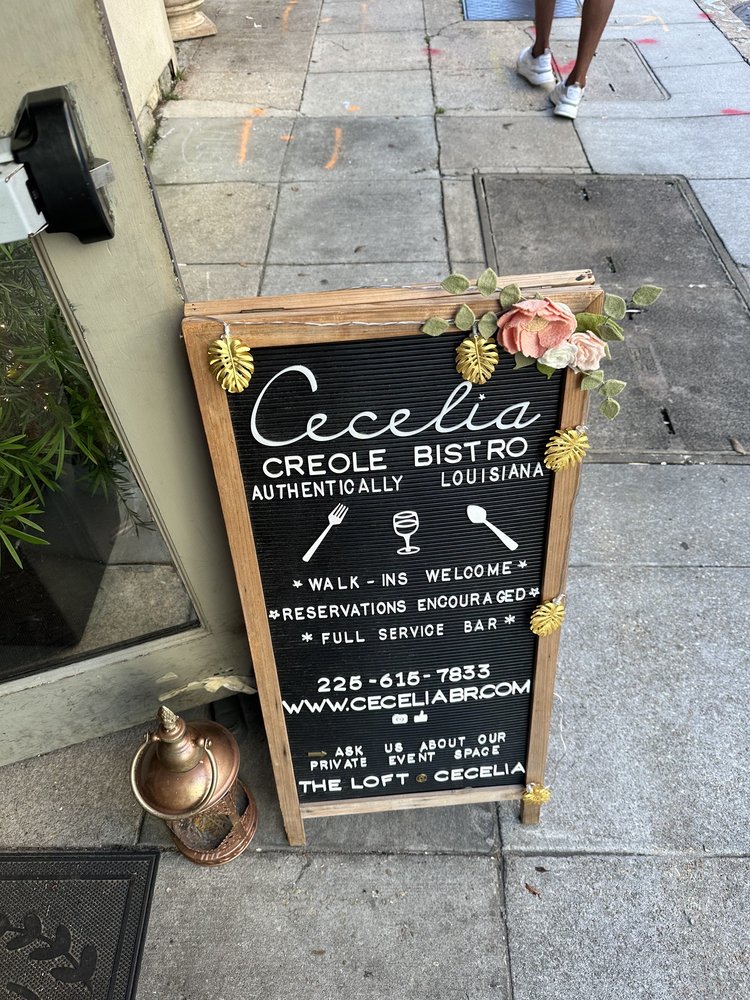 Cecelia
CREOLE BISTRO
AUTHENTICALLY LOUISIANA
*WALK-INS WELCOME*
*RESERVATIONS ENCOURAGED*
*FULL SERVICE BAR*
225-615-7833
WWW.CECELIABR.COM
ASK US ABOUT OUR
PRIVATE EVENT SPACE
THE LOFT @ CECELIA